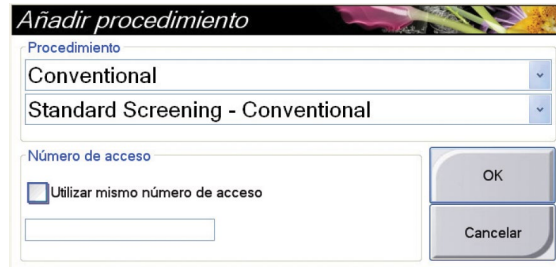 Añadir procedimiento
Procedimiento
Conventional
Standard Screening - Conventional
Número de acceso
Utilizar mismo número de acceso
OK
Cancelar